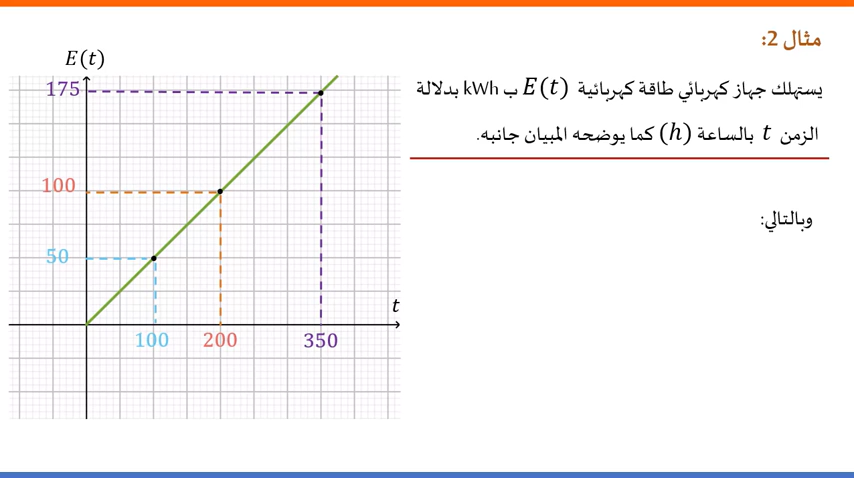 مثال 2:
يستهلك جهاز كهربائي طاقة كهربائية E(t) ب kWh بدلالة
الزمن t بالساعة (h) كما يوضحه المبيان جانبه.
وبالتالي:
E(t)
175
100
50
t
100 200 350